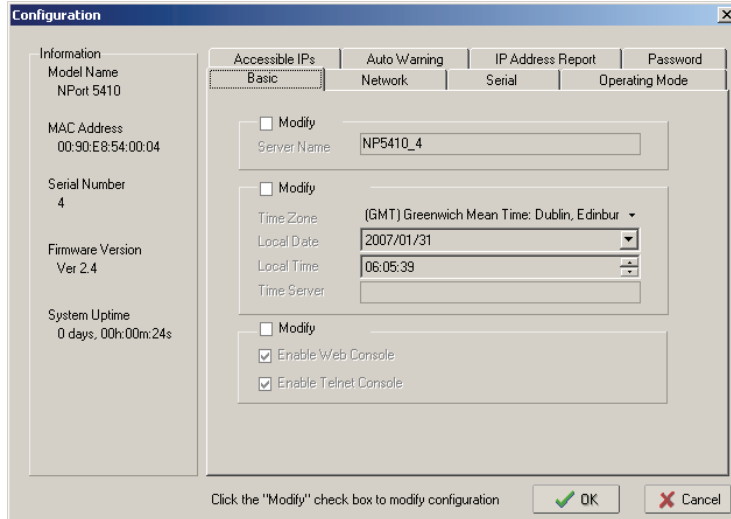 Configuration
Information
Model Name
NPort 5410
MAC Address
00:90:E8:54:00:04
Serial Number
4
Firmware Version
Ver 2.4
System Uptime
0 days, 00h:00m:24s
Accessible IPs
Auto Warning
IP Address Report
Password
Basic
Network
Serial
Operating Mode
Modify
Server Name
NP5410_4
Modify
Time Zone
(GMT) Greenwich Mean Time: Dublin, Edinbur
Local Date
2007/01/31
Local Time
06:05:39
Time Server
Modify
Enable Web Console
Enable Telnet Console
Click the "Modify" check box to modify configuration
OK
Cancel